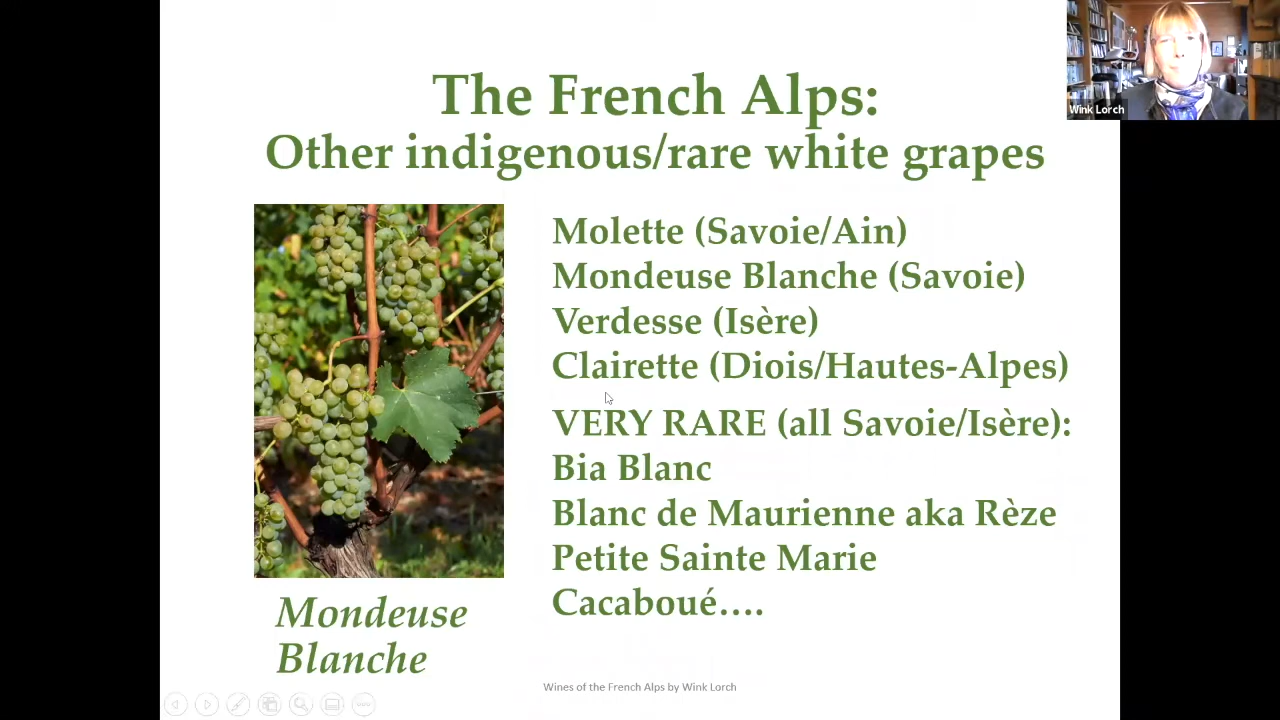 Wink Lorch
The French Alps:
Other indigenous/rare white grapes
Molette (Savoie/Ain)
Mondeuse Blanche (Savoie)
Verdesse (Isère)
Clairette (Diois/Hautes-Alpes)
VERY RARE (all Savoie/Isère):
Bia Blanc
Blanc de Maurienne aka Rèze
Petite Sainte Marie
Cacaboué….
Mondeuse
Blanche
Wines of the French Alps by Wink Lorch